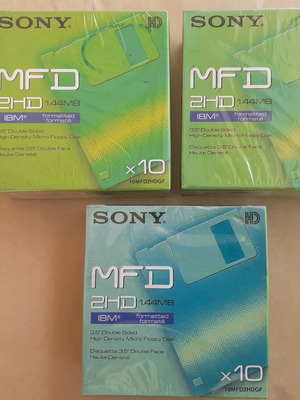 SONY
HD
MFD
2HD 1.44MB
IBM® formatted
formaté
3.5" Double Sided
High Density Micro Floppy Disk
Disquette 3.5" Double Face
Haute Densité
x10
10MFD2HDGF
SONY
MFD
2HD 1.44MB
IBM® formatted
formaté
3.5" Double Sided
High Density Micro Floppy Disk
Disquette 3.5" Double Face
Haute Densité
SONY
HD
MFD
2HD 1.44MB
IBM® formatted
formaté
3.5" Double Sided
High Density Micro Floppy Disk
Disquette 3.5" Double Face
Haute Densité
x10
10MFD2HDGF